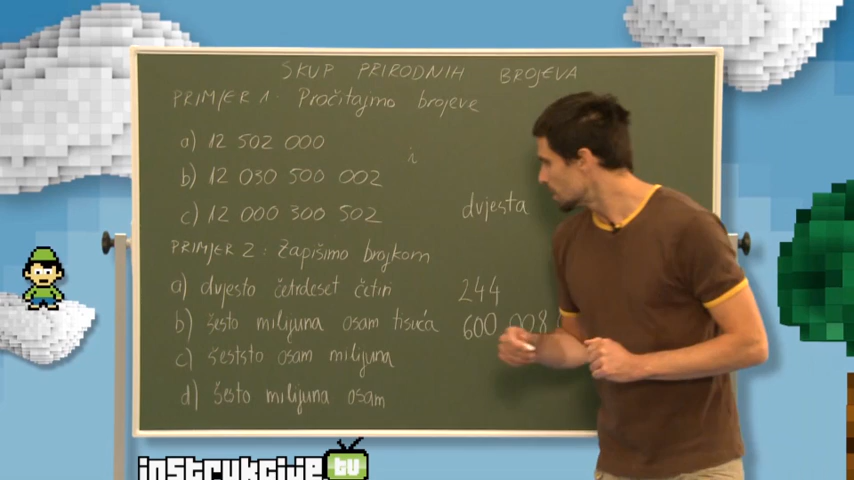 SKUP PRIRODNIH BROJEVA
PRIMJER 1: Pročitajmo brojeve
a) 12 502 000
i
b) 12 030 500 002
c) 12 000 300 502
dvjesta
PRIMJER 2: Zapišimo brojkom
a) dvjesto četrdeset četiri 244
b) šesto milijuna osam tisuća 600 008
c) šeststo osam milijuna
d) šesto milijuna osam
instrukcije.tv